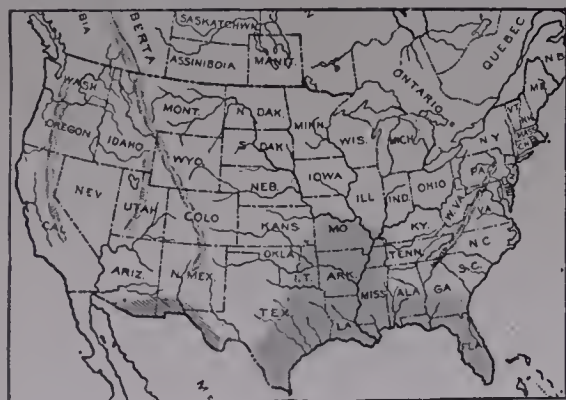 SASKATCHWN
BERTA
BIA
ASSINIBOIA
MANIT.
ONTARIO
QUEBEC
N.B.
ME.
WASH
MONT.
N. DAK.
MINN.
VT.
N.H.
MASS
OREGON
IDAHO
WYO.
S. DAK.
WIS.
MICH.
N.Y.
NEB.
IOWA
PA.
NEV
UTAH
COLO
KANS
MO.
ILL
IND.
OHIO
W.VA.
VA.
KY.
CAL.
ARIZ.
N. MEX.
OKLA.
I.T.
ARK.
TENN.
N.C.
S.C.
TEX.
LA.
MISS
ALA
GA.
FLA.